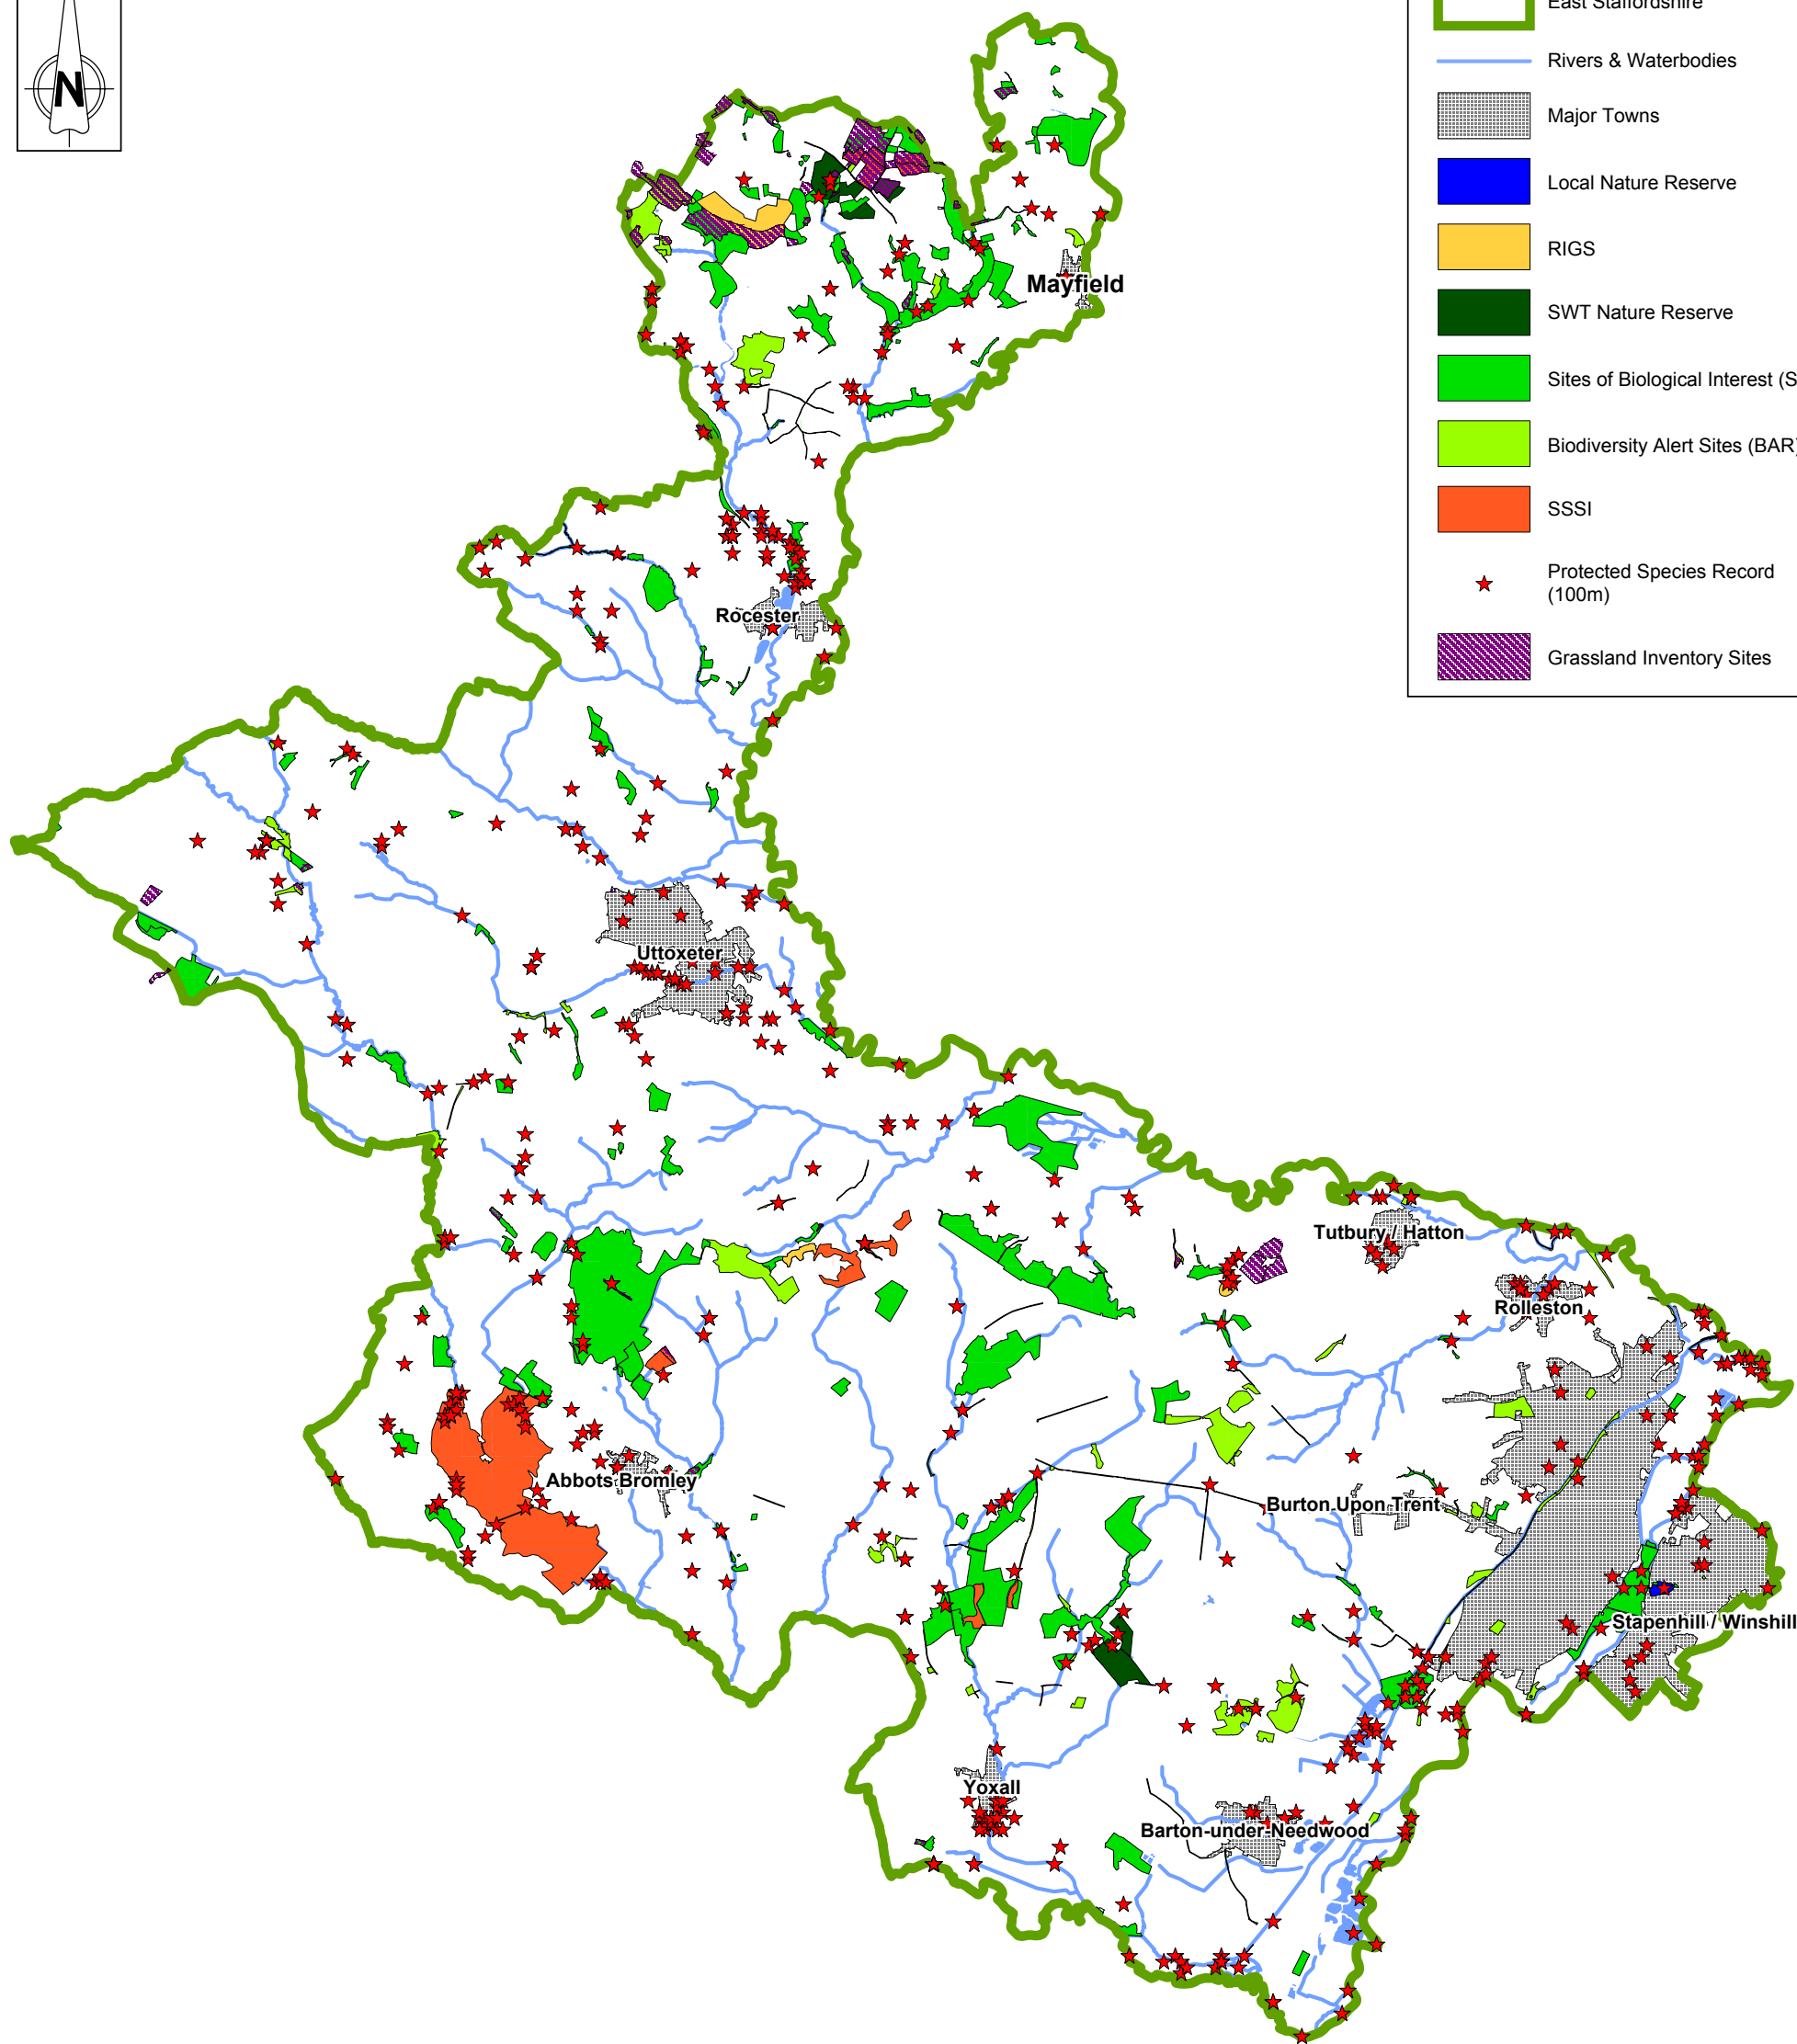 N
East Staffordshire
Rivers & Waterbodies
Major Towns
Local Nature Reserve
RIGS
SWT Nature Reserve
Sites of Biological Interest (S
Biodiversity Alert Sites (BAR)
SSSI
Protected Species Record
(100m)
Grassland Inventory Sites
Mayfield
Rocester
Uttoxeter
Tutbury / Hatton
Rolleston
Abbots Bromley
Burton Upon Trent
Stapenhill / Winshill
Yoxall
Barton-under-Needwood